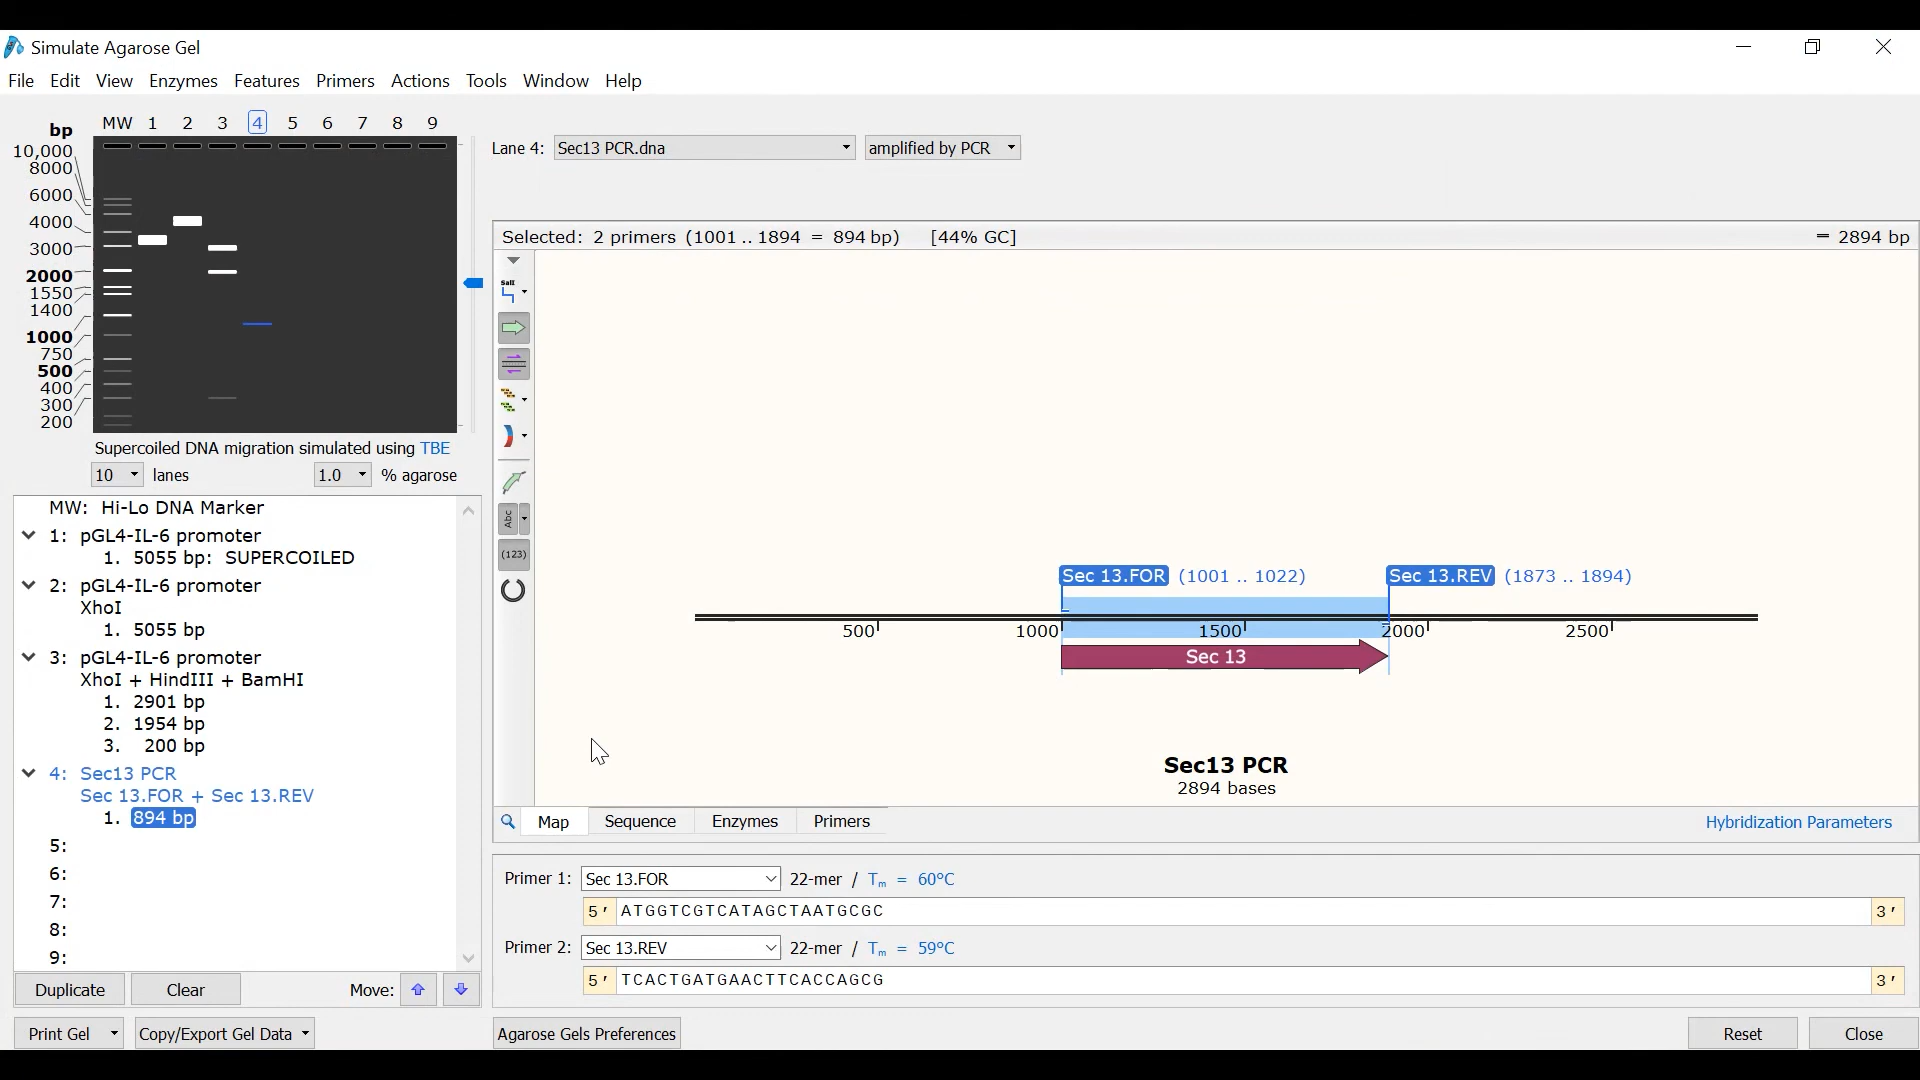 Simulate Agarose Gel
File Edit View Enzymes Features Primers Actions Tools Window Help
bp MW 1 2 3 4 5 6 7 8 9
10,000
8000
6000
4000
3000
2000
1550
1400
1000
750
500
400
300
200
Supercoiled DNA migration simulated using TBE
10 lanes 1.0 % agarose
MW: Hi-Lo DNA Marker
1: pGL4-IL-6 promoter
1. 5055 bp: SUPERCOILED
2: pGL4-IL-6 promoter
XhoI
1. 5055 bp
3: pGL4-IL-6 promoter
XhoI + HindIII + BamHI
1. 2901 bp
2. 1954 bp
3. 200 bp
4: Sec13 PCR
Sec 13.FOR + Sec 13.REV
1. 894 bp
5:
6:
7:
8:
9:
Duplicate Clear Move:
Print Gel Copy/Export Gel Data
Lane 4: Sec13 PCR.dna amplified by PCR
Selected: 2 primers (1001 .. 1894 = 894 bp) [44% GC] = 2894 bp
SalI
Abc
(123)
Sec 13.FOR (1001 .. 1022) Sec 13.REV (1873 .. 1894)
500 1000 1500 2000 2500
Sec 13
Sec13 PCR
2894 bases
Map Sequence Enzymes Primers Hybridization Parameters
Primer 1: Sec 13.FOR 22-mer / Tm = 60°C
5' ATGGTCGTCATAGCTAATGCGC 3'
Primer 2: Sec 13.REV 22-mer / Tm = 59°C
5' TCACTGATGAACTTCACCAGCG 3'
Agarose Gels Preferences Reset Close